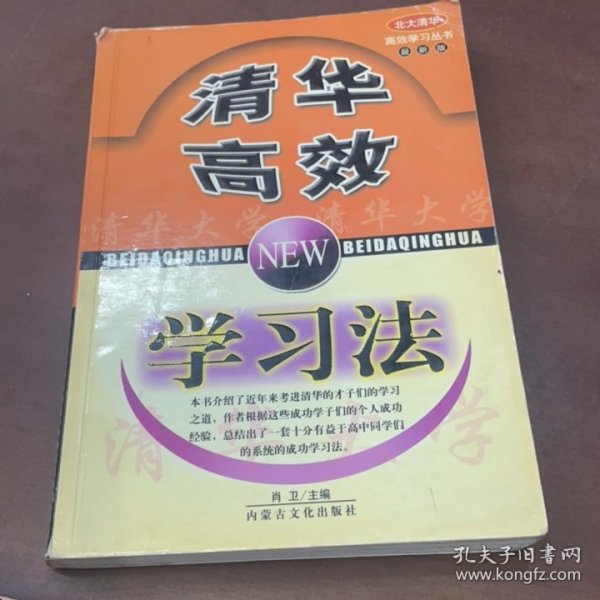 北大清华
高效学习丛书
最新版
清华
高效
清华大学 清华大学
BEIDAQINGHUA NEW BEIDAQINGHUA
学习法
本书介绍了近年来考进清华的才子们的学习
之道，作者根据这些成功学子们的个人成功
经验，总结出了一套十分有益于高中同学们
的系统的成功学习法。
清华大学
肖卫/主编
内蒙古文化出版社
孔夫子旧书网
www.kongfz.com